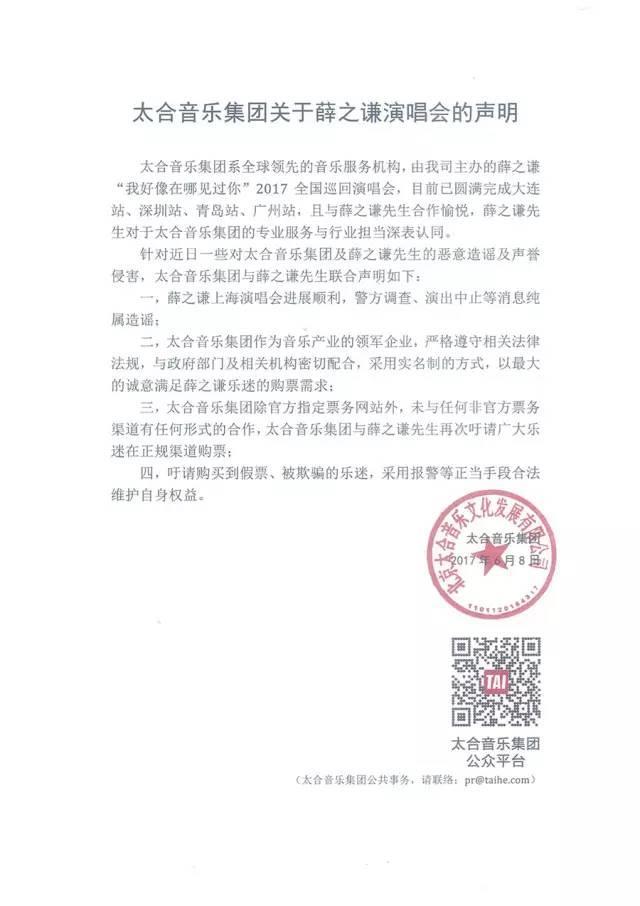 太合音乐集团关于薛之谦演唱会的声明
太合音乐集团系全球领先的音乐服务机构，由我司主办的薛之谦
“我好像在哪见过你”2017 全国巡回演唱会，目前已圆满完成大连
站、深圳站、青岛站、广州站，且与薛之谦先生合作愉悦，薛之谦先
生对于太合音乐集团的专业服务与行业担当深表认同。
针对近日一些对太合音乐集团及薛之谦先生的恶意造谣及声誉
侵害，太合音乐集团与薛之谦先生联合声明如下：
一，薛之谦上海演唱会进展顺利，警方调查、演出中止等消息纯
属造谣；
二，太合音乐集团作为音乐产业的领军企业，严格遵守相关法律
法规，与政府部门及相关机构密切配合，采用实名制的方式，以最大
的诚意满足薛之谦乐迷的购票需求；
三，太合音乐集团除官方指定票务网站外，未与任何非官方票务
渠道有任何形式的合作，太合音乐集团与薛之谦先生再次吁请广大乐
迷在正规渠道购票；
四，吁请购买到假票、被欺骗的乐迷，采用报警等正当手段合法
维护自身权益。
北京太合音乐文化发展有限公司
太合音乐集团
2017 年 6 月 8 日
1101120184317
TAI
太合音乐集团
公众平台
（太合音乐集团公共事务，请联络：pr@taihe.com）